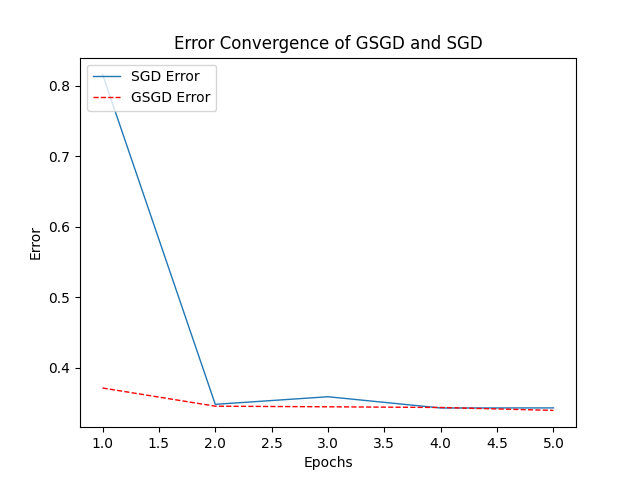 Error Convergence of GSGD and SGD
SGD Error
GSGD Error
Error
0.8
0.7
0.6
0.5
0.4
1.0 1.5 2.0 2.5 3.0 3.5 4.0 4.5 5.0
Epochs